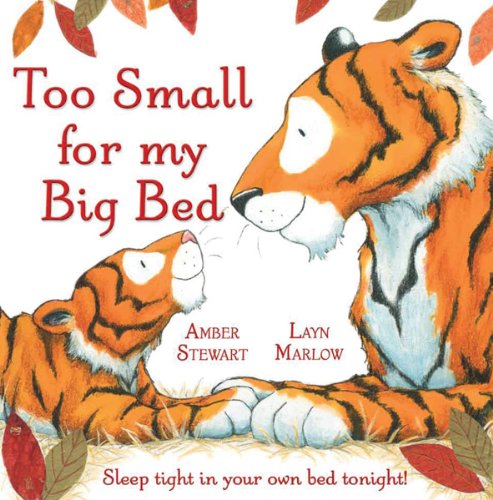 Too Small
for my
Big Bed
AMBER
STEWART
LAYN
MARLOW
Sleep tight in your own bed tonight!